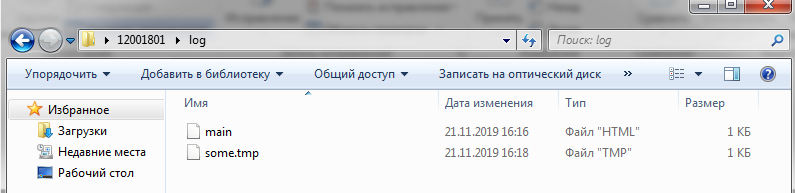 12001801 log Поиск: log
Упорядочить Добавить в библиотеку Общий доступ Записать на оптический диск »
Избранное
Загрузки
Недавние места
Рабочий стол
Имя Дата изменения Тип Размер
main 21.11.2019 16:16 Файл "HTML" 1 КБ
some.tmp 21.11.2019 16:18 Файл "TMP" 1 КБ